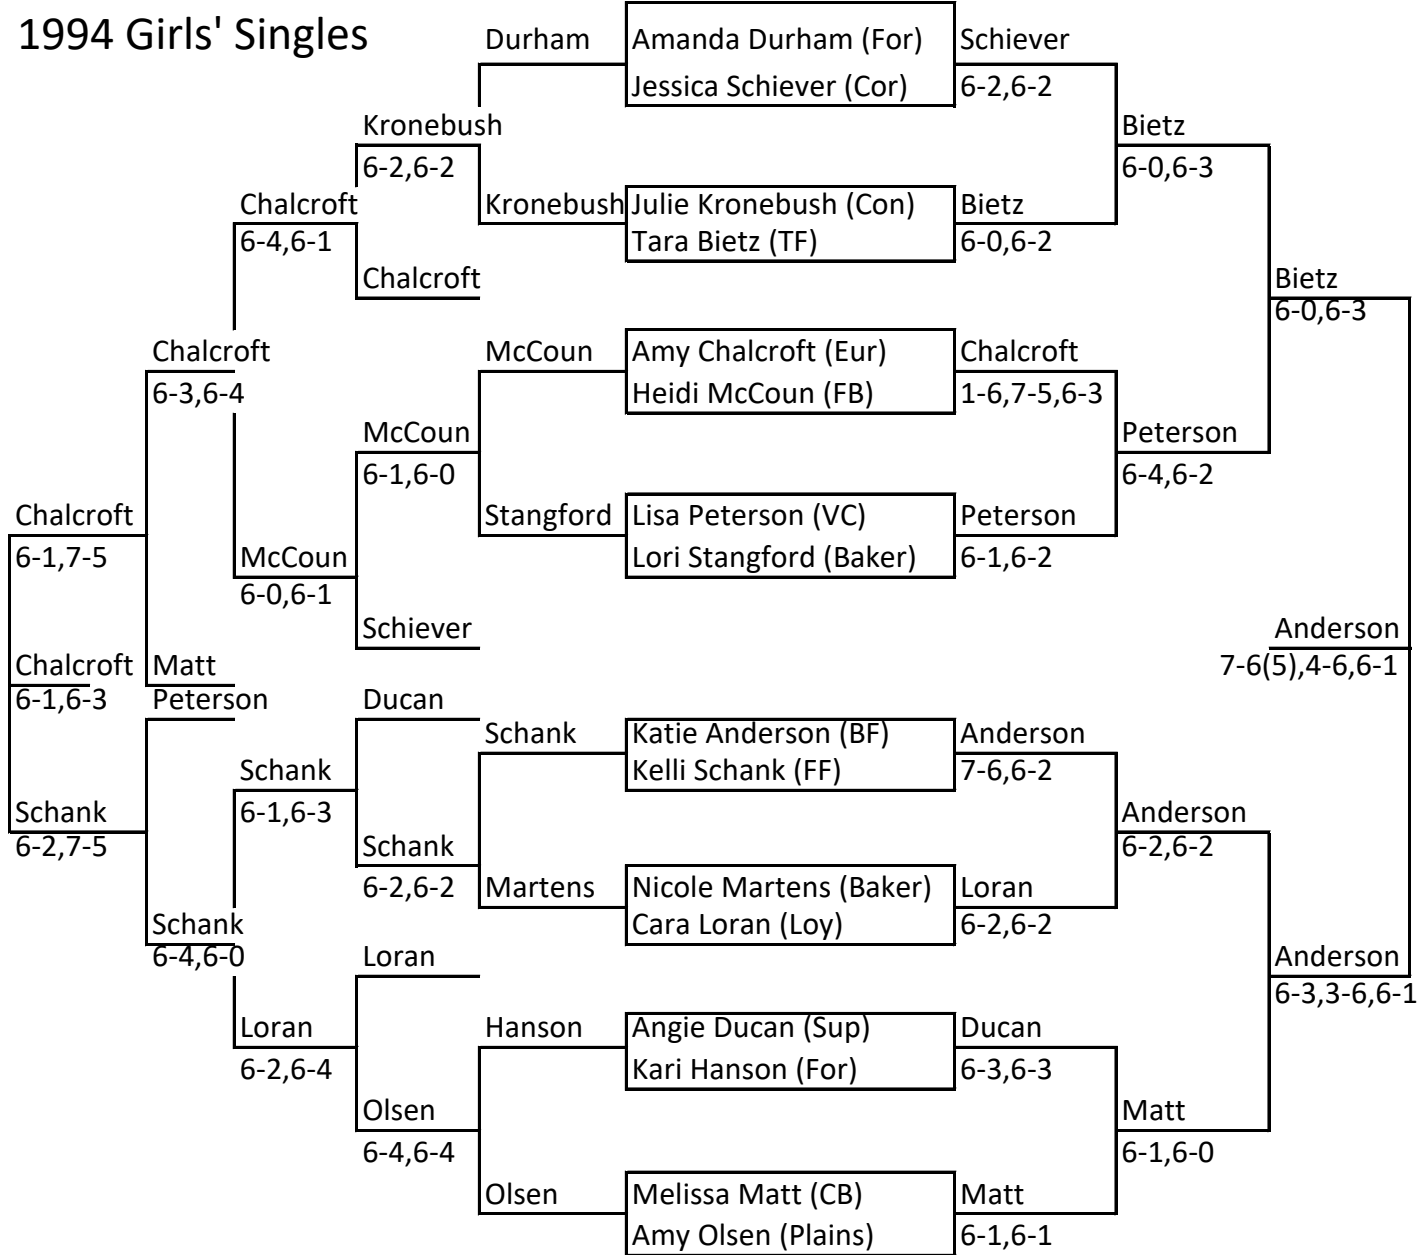 1994 Girls' Singles
Durham
Amanda Durham (For)
Schiever
Jessica Schiever (Cor)
6-2,6-2
Kronebush
Bietz
6-2,6-2
6-0,6-3
Chalcroft
Kronebush
Julie Kronebush (Con)
Bietz
6-4,6-1
Tara Bietz (TF)
6-0,6-2
Chalcroft
Bietz
6-0,6-3
Chalcroft
McCoun
Amy Chalcroft (Eur)
Chalcroft
6-3,6-4
Heidi McCoun (FB)
1-6,7-5,6-3
McCoun
Peterson
6-1,6-0
6-4,6-2
Chalcroft
Stangford
Lisa Peterson (VC)
Peterson
6-1,7-5
McCoun
Lori Stangford (Baker)
6-1,6-2
6-0,6-1
Schiever
Anderson
Chalcroft
Matt
7-6(5),4-6,6-1
6-1,6-3
Peterson
Ducan
Schank
Katie Anderson (BF)
Anderson
Schank
Kelli Schank (FF)
7-6,6-2
6-1,6-3
Schank
Anderson
6-2,7-5
Schank
6-2,6-2
6-2,6-2
Martens
Nicole Martens (Baker)
Loran
Schank
Cara Loran (Loy)
6-2,6-2
6-4,6-0
Loran
Anderson
6-3,3-6,6-1
Loran
Hanson
Angie Ducan (Sup)
Ducan
6-2,6-4
Kari Hanson (For)
6-3,6-3
Olsen
Matt
6-4,6-4
6-1,6-0
Olsen
Melissa Matt (CB)
Matt
Amy Olsen (Plains)
6-1,6-1